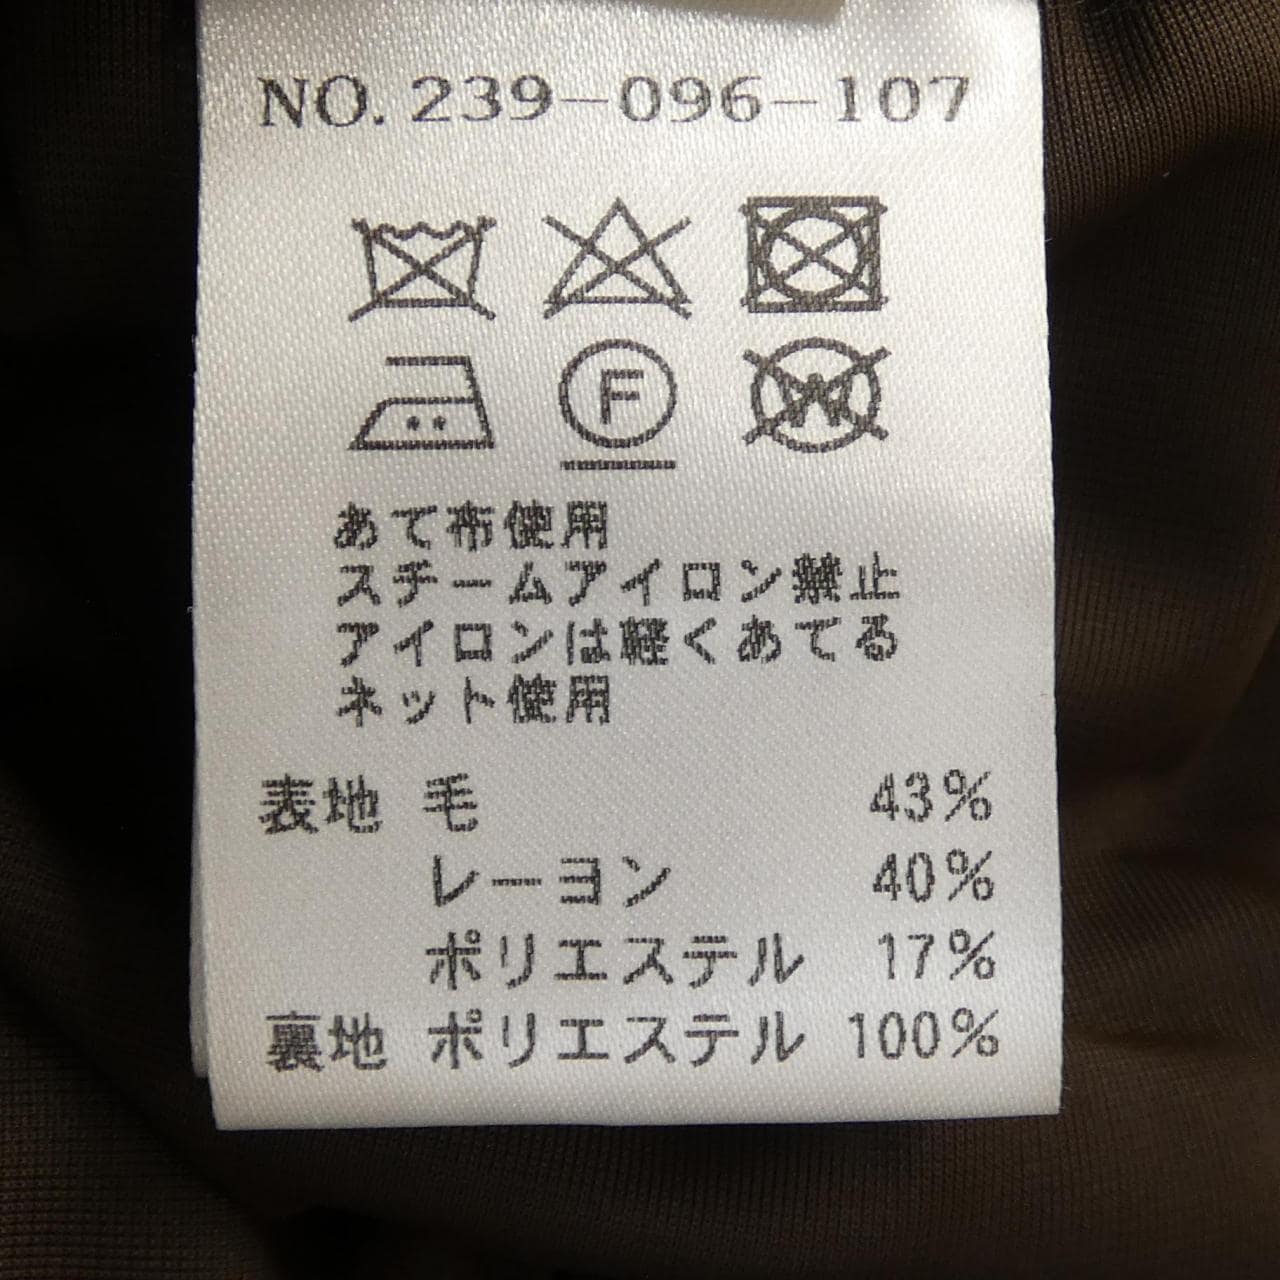 NO. 239-096-107
F
W
あて布使用
スチームアイロン禁止
アイロンは軽くあてる
ネット使用
表地 毛 43%
レーヨン 40%
ポリエステル 17%
裏地 ポリエステル 100%